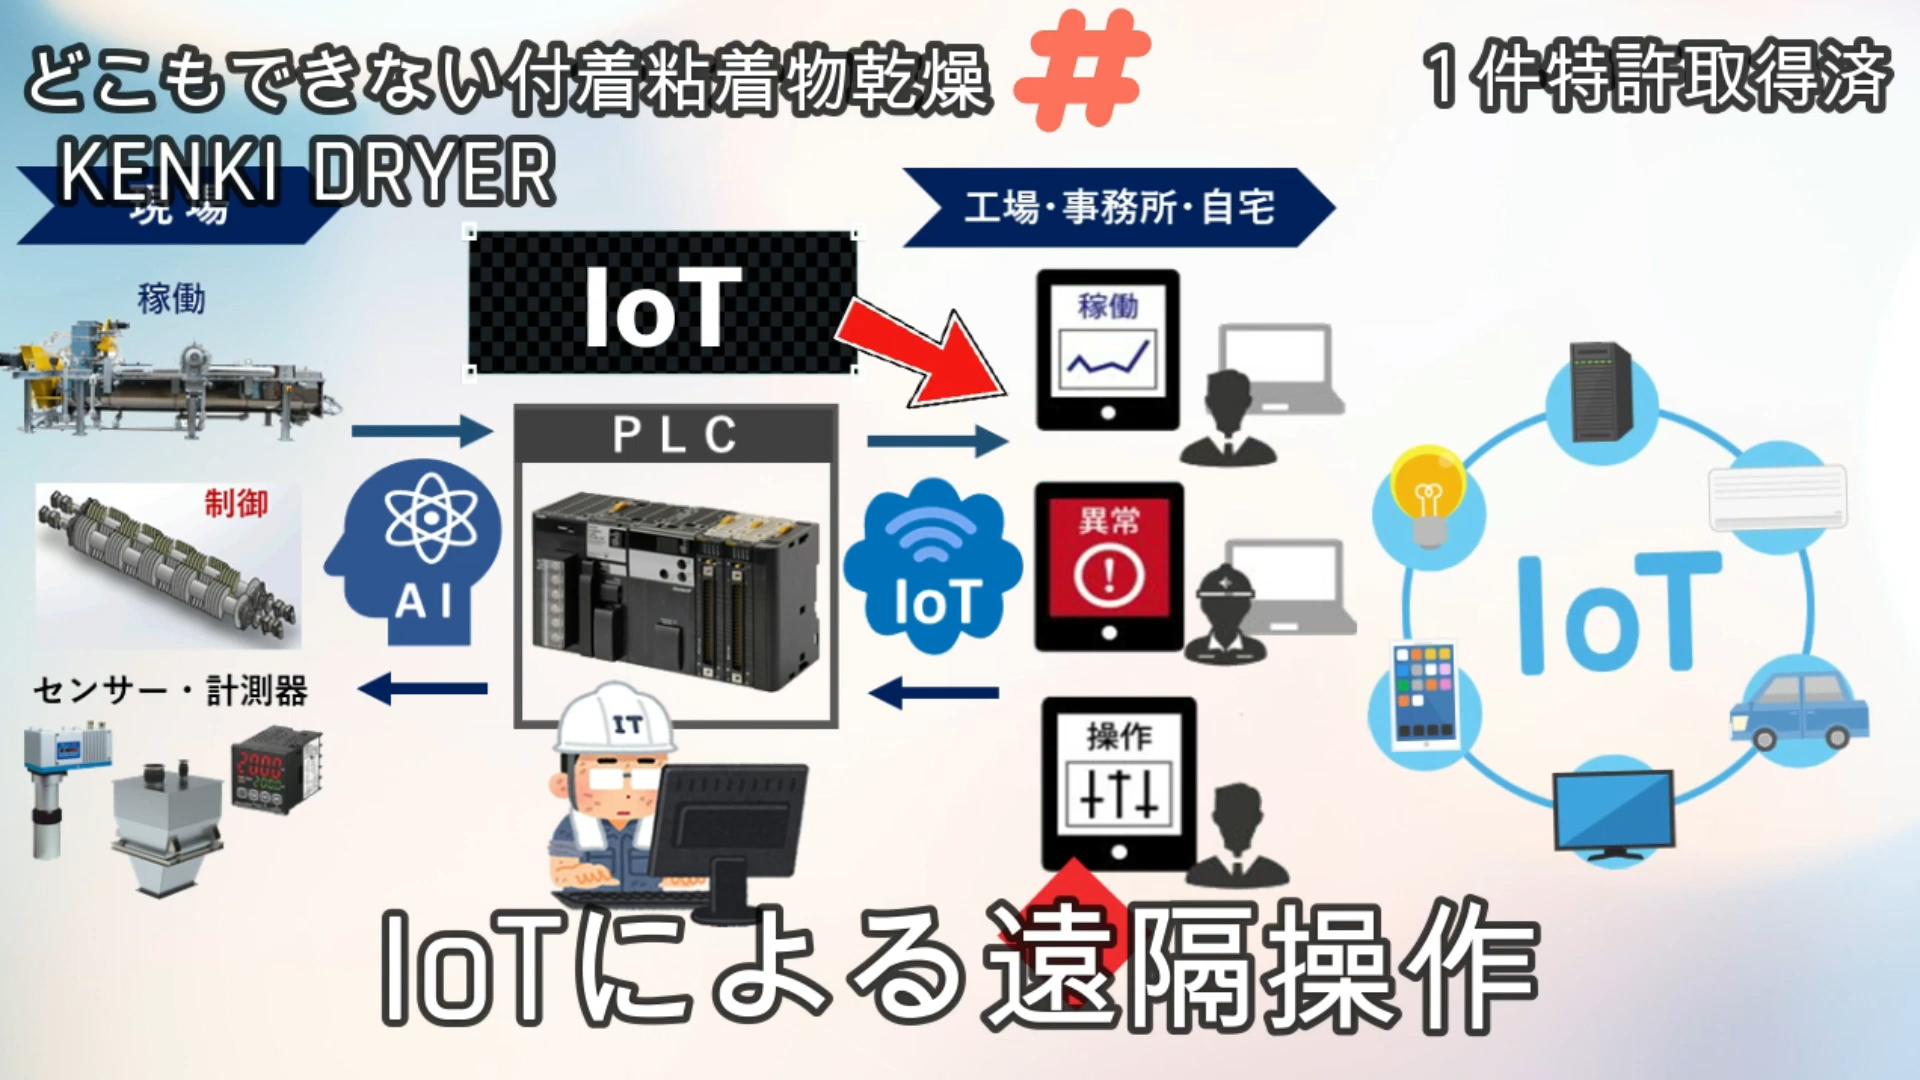 どこもできない付着粘着物乾燥
#
１件特許取得済
KENKI DRYER
現場
工場・事務所・自宅
IoT
稼働
稼働
PLC
制御
AI
IoT
異常
!
IoT
センサー・計測器
IT
操作
IoTによる遠隔操作